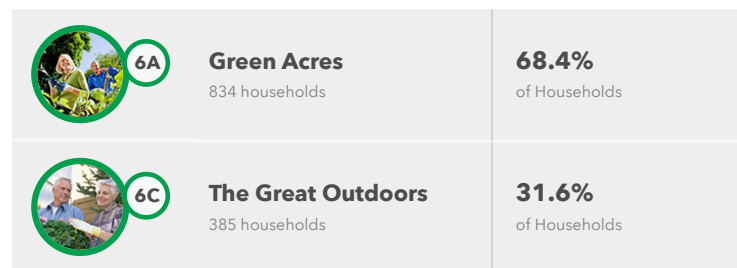 6A
Green Acres
834 households
68.4%
of Households
6C
The Great Outdoors
385 households
31.6%
of Households